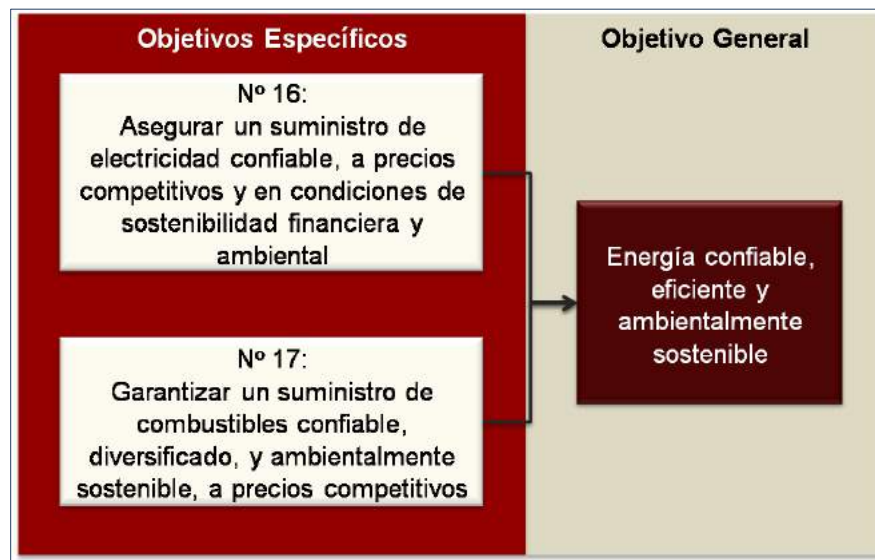 Objetivos Específicos
Objetivo General
Nº 16:
Asegurar un suministro de
electricidad confiable, a precios
competitivos y en condiciones de
sostenibilidad financiera y
ambiental
Energía confiable,
eficiente y
ambientalmente
sostenible
Nº 17:
Garantizar un suministro de
combustibles confiable,
diversificado, y ambientalmente
sostenible, a precios competitivos